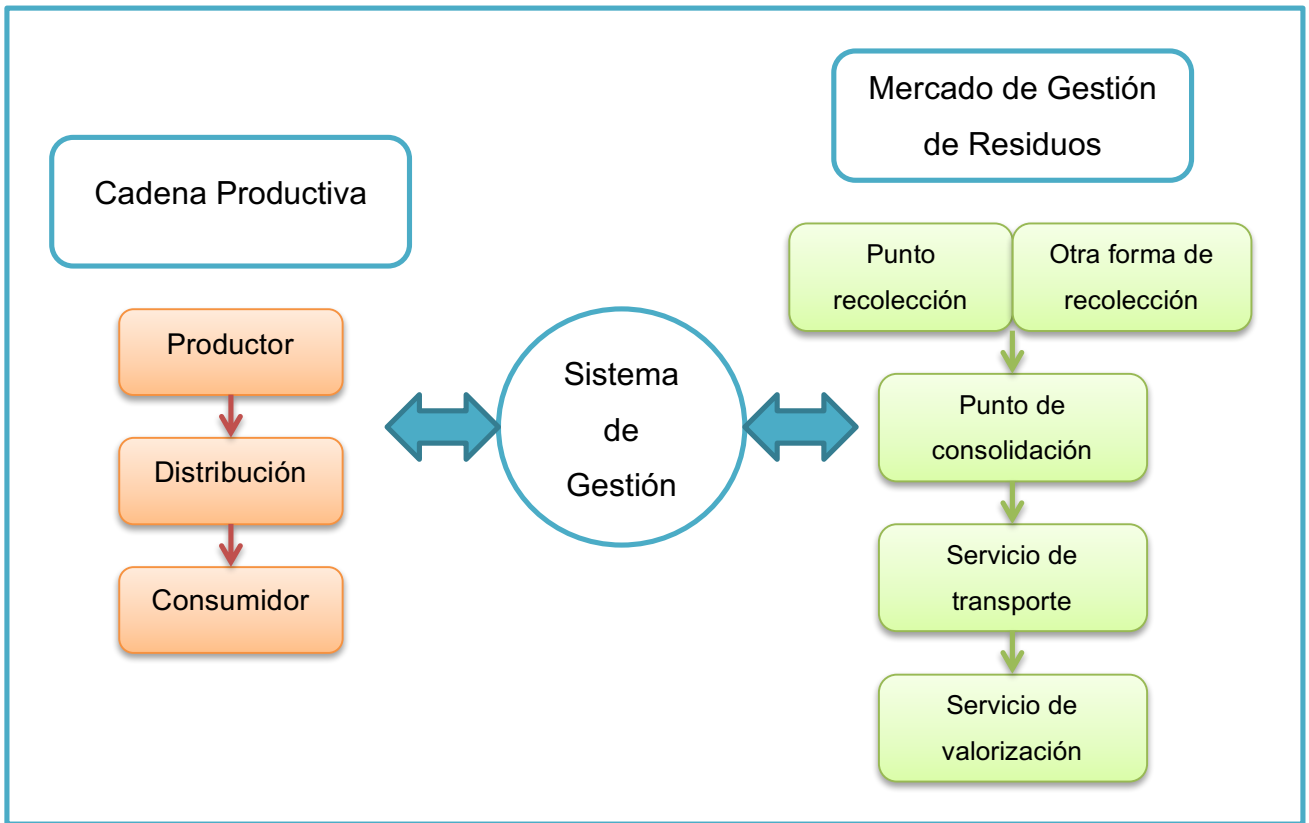 Cadena Productiva
Productor
Distribución
Consumidor
Sistema
de
Gestión
Mercado de Gestión
de Residuos
Punto
recolección
Otra forma de
recolección
Punto de
consolidación
Servicio de
transporte
Servicio de
valorización